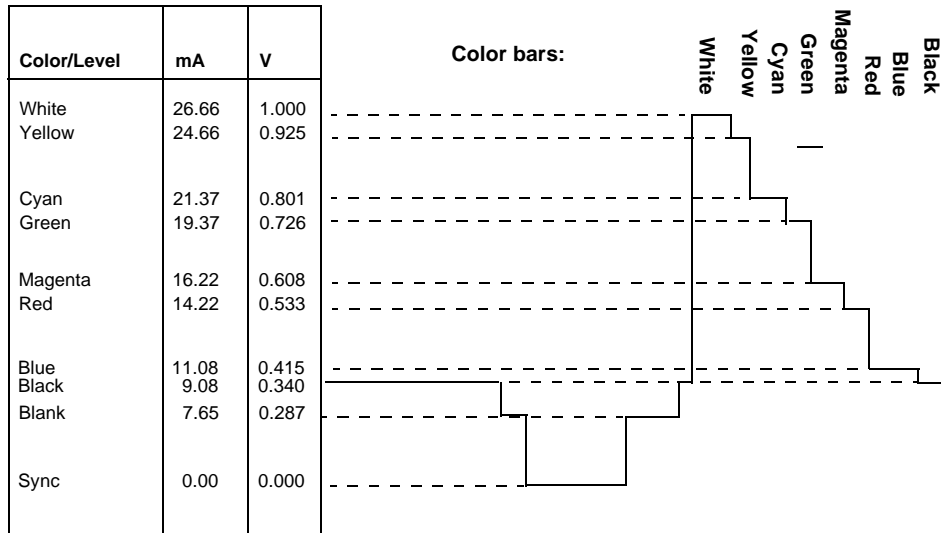 Color/Level mA V
Color bars:
White
Yellow
Cyan
Green
Magenta
Red
Blue
Black
White 26.66 1.000
Yellow 24.66 0.925
Cyan 21.37 0.801
Green 19.37 0.726
Magenta 16.22 0.608
Red 14.22 0.533
Blue 11.08 0.415
Black 9.08 0.340
Blank 7.65 0.287
Sync 0.00 0.000